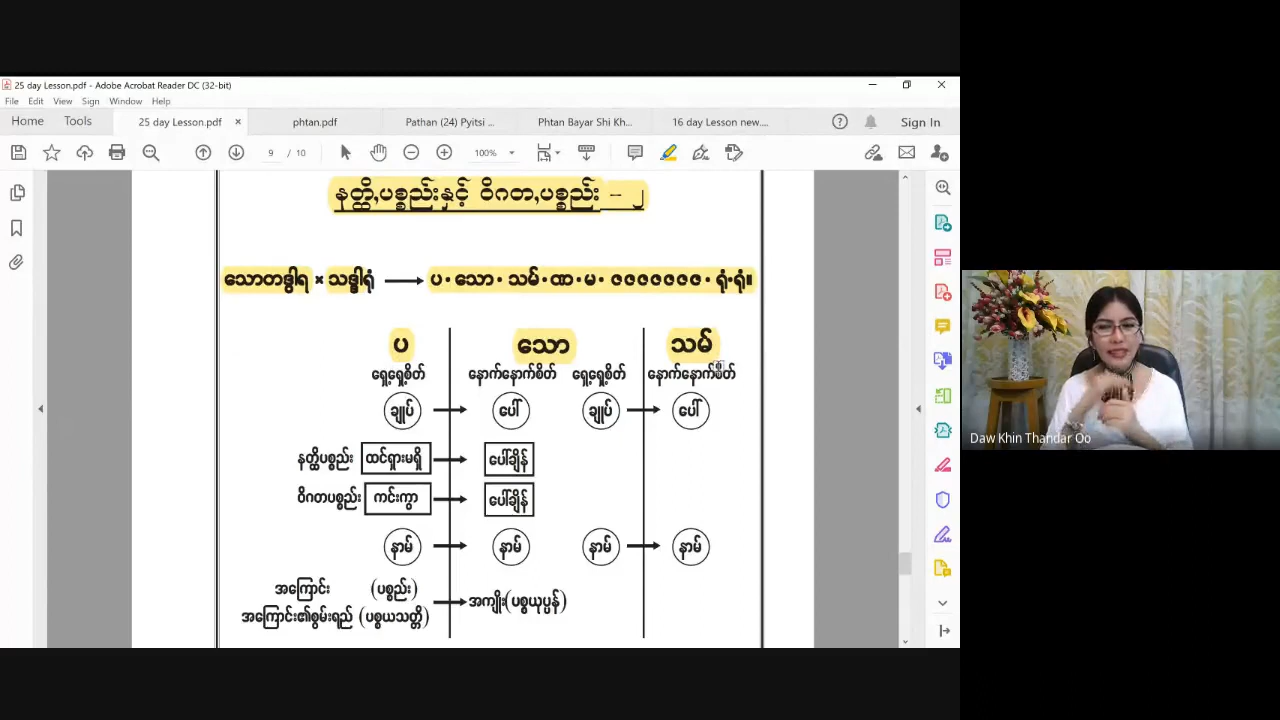 25 day Lesson.pdf - Adobe Acrobat Reader DC (32-bit)
File Edit View Sign Window Help
Home Tools 25 day Lesson.pdf × phtan.pdf Pathan (24) Pyitsi ... Phtan Bayar Shi Kh... 16 day Lesson new.... Sign In
9 / 10 100%
နတ္ထိ,ပစ္စည်းနှင့် ဝိဂတ,ပစ္စည်း – ၂
သောတဒွါရ × သဒ္ဒါရုံ → ပ • သော • သမ် • ဏ • မ • ဇဇဇဇဇဇဇ • ရုံ • ရုံ။
ပ သော သမ်
ရှေ့ရှေ့စိတ် နောက်နောက်စိတ် ရှေ့ရှေ့စိတ် နောက်နောက်စိတ်
ချုပ် → ပေါ် ချုပ် → ပေါ်
နတ္ထိပစ္စည်း ထင်ရှားမရှိ → ပေါ်ချိန်
ဝိဂတပစ္စည်း ကင်းကွာ → ပေါ်ချိန်
နာမ် → နာမ် နာမ် → နာမ်
အကြောင်း (ပစ္စည်း)
→ အကျိုး(ပစ္စယုပ္ပန်)
အကြောင်း၏စွမ်းရည် (ပစ္စယသတ္တိ)
Daw Khin Thandar Oo